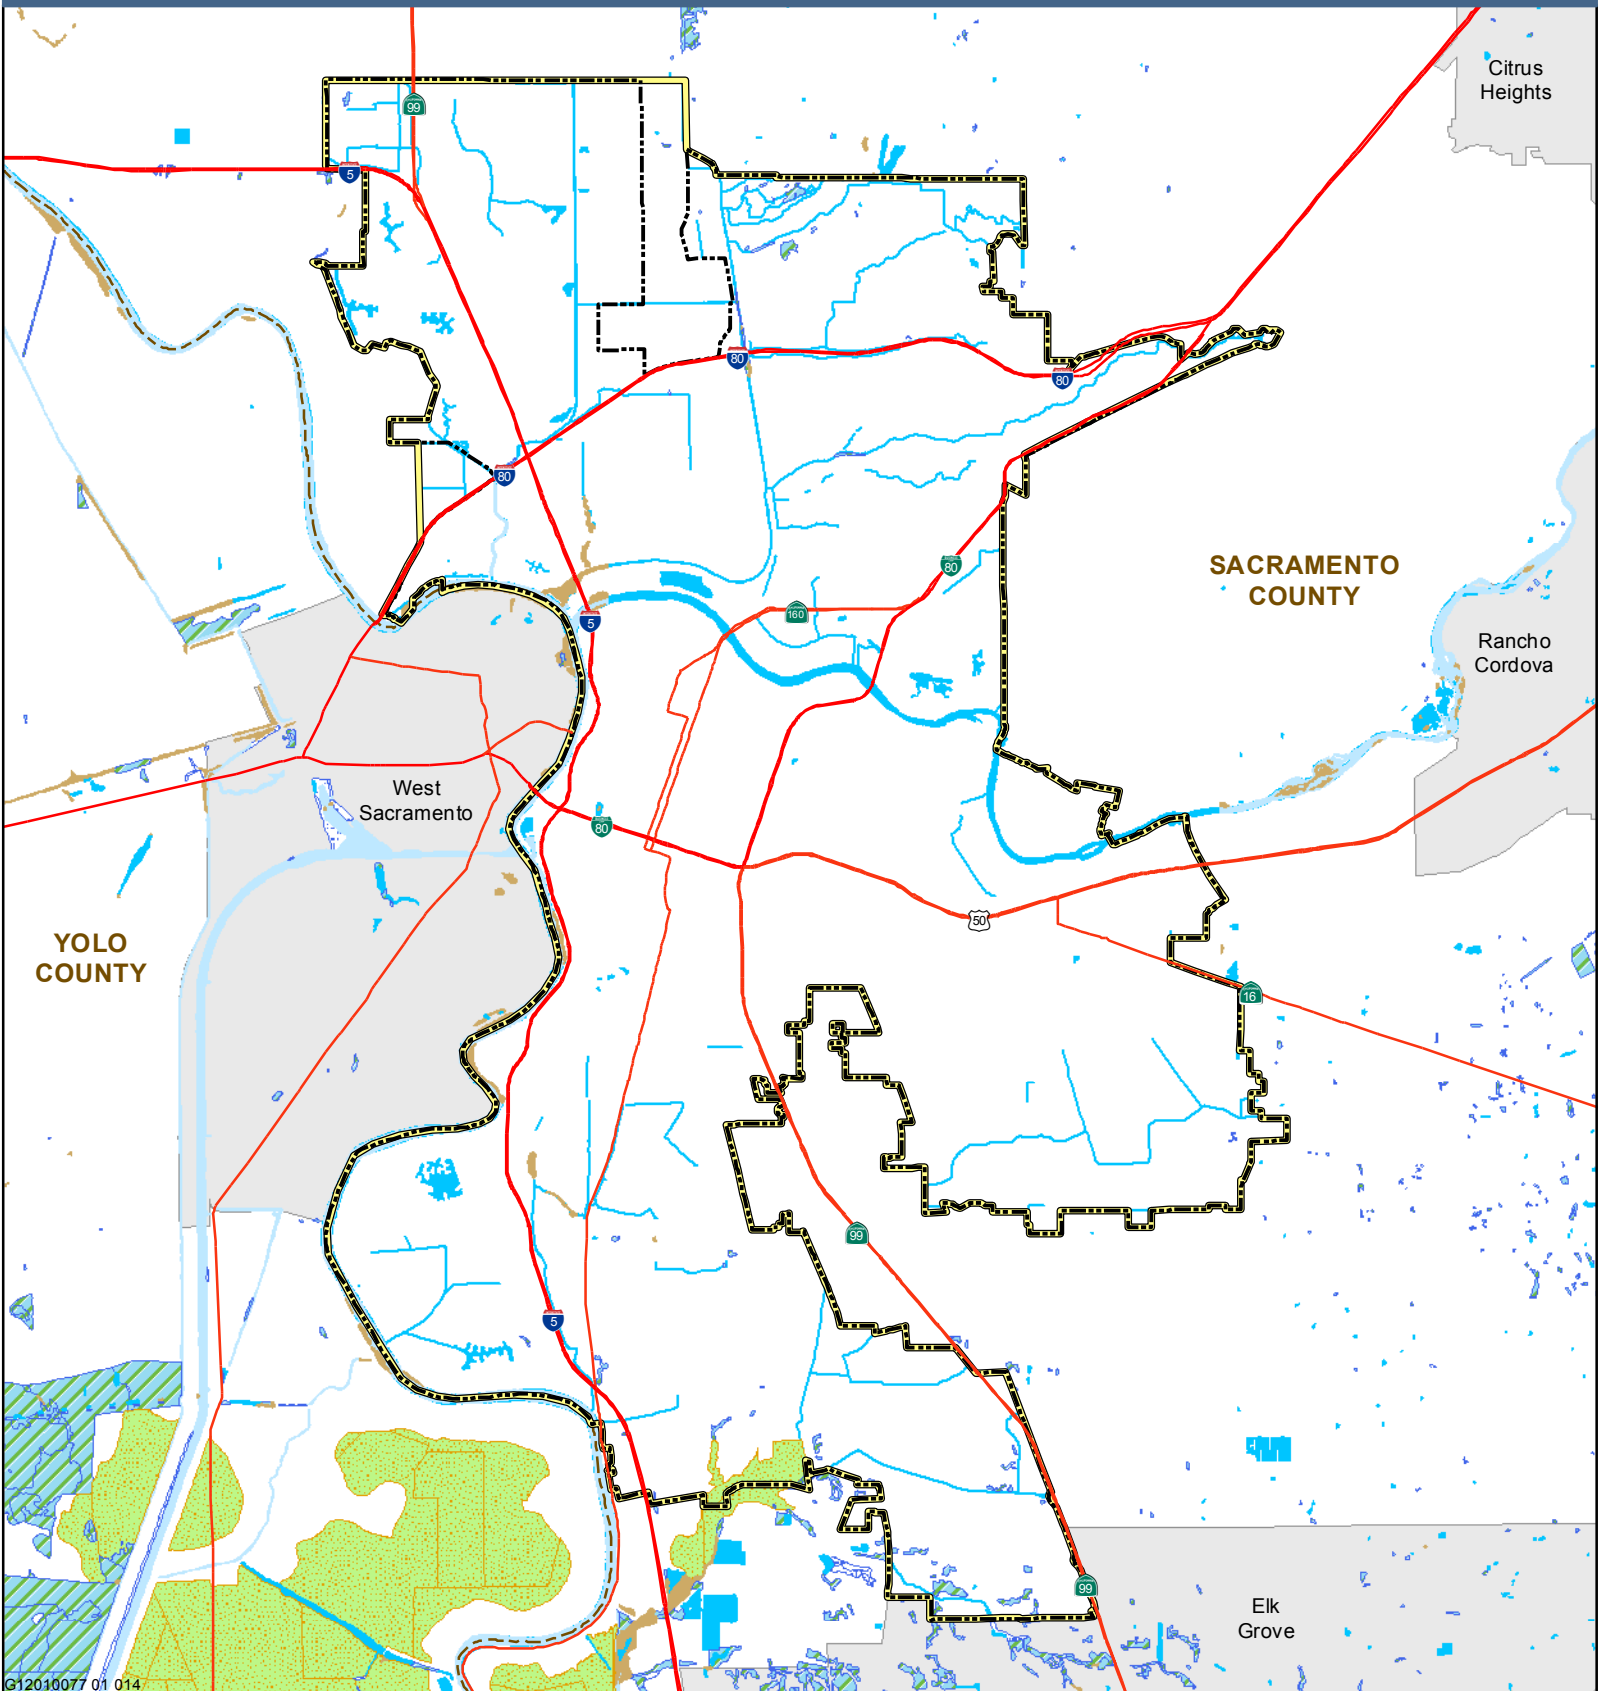 Citrus
Heights
99
5
80
80
80
80
SACRAMENTO
COUNTY
5
160
Rancho
Cordova
West
Sacramento
80
50
YOLO
COUNTY
16
99
5
99
Elk
Grove
G12010077 01 014